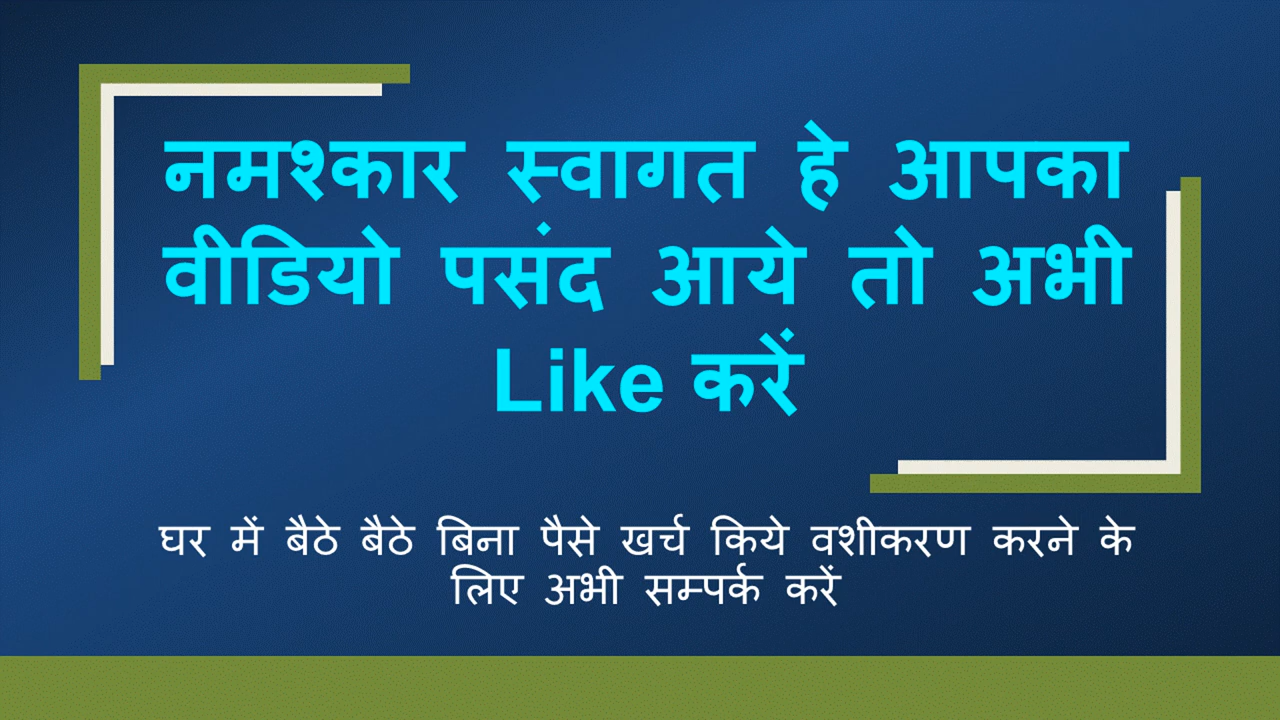 नमश्कार स्वागत हे आपका
वीडियो पसंद आये तो अभी
Like करें
घर में बैठे बैठे बिना पैसे खर्च किये वशीकरण करने के
लिए अभी सम्पर्क करें